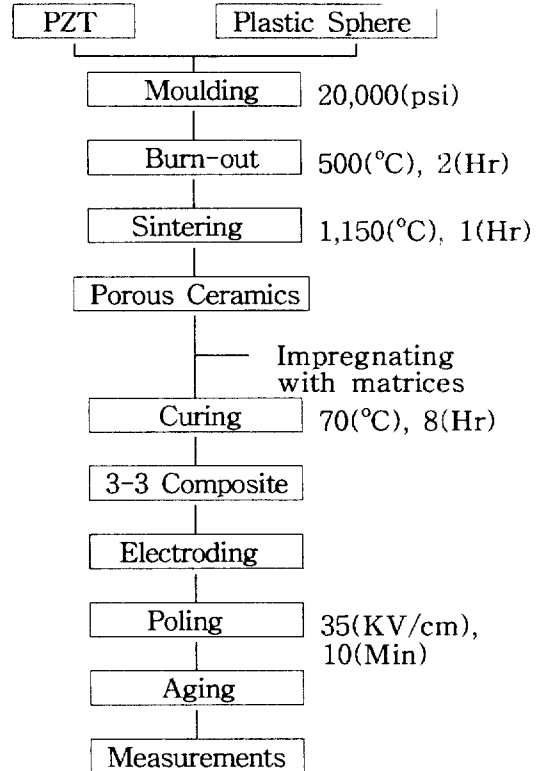 PZT
Plastic Sphere
Moulding
20,000(psi)
Burn-out
500(°C), 2(Hr)
Sintering
1,150(°C), 1(Hr)
Porous Ceramics
Impregnating
with matrices
Curing
70(°C), 8(Hr)
3-3 Composite
Electroding
Poling
35(KV/cm),
10(Min)
Aging
Measurements